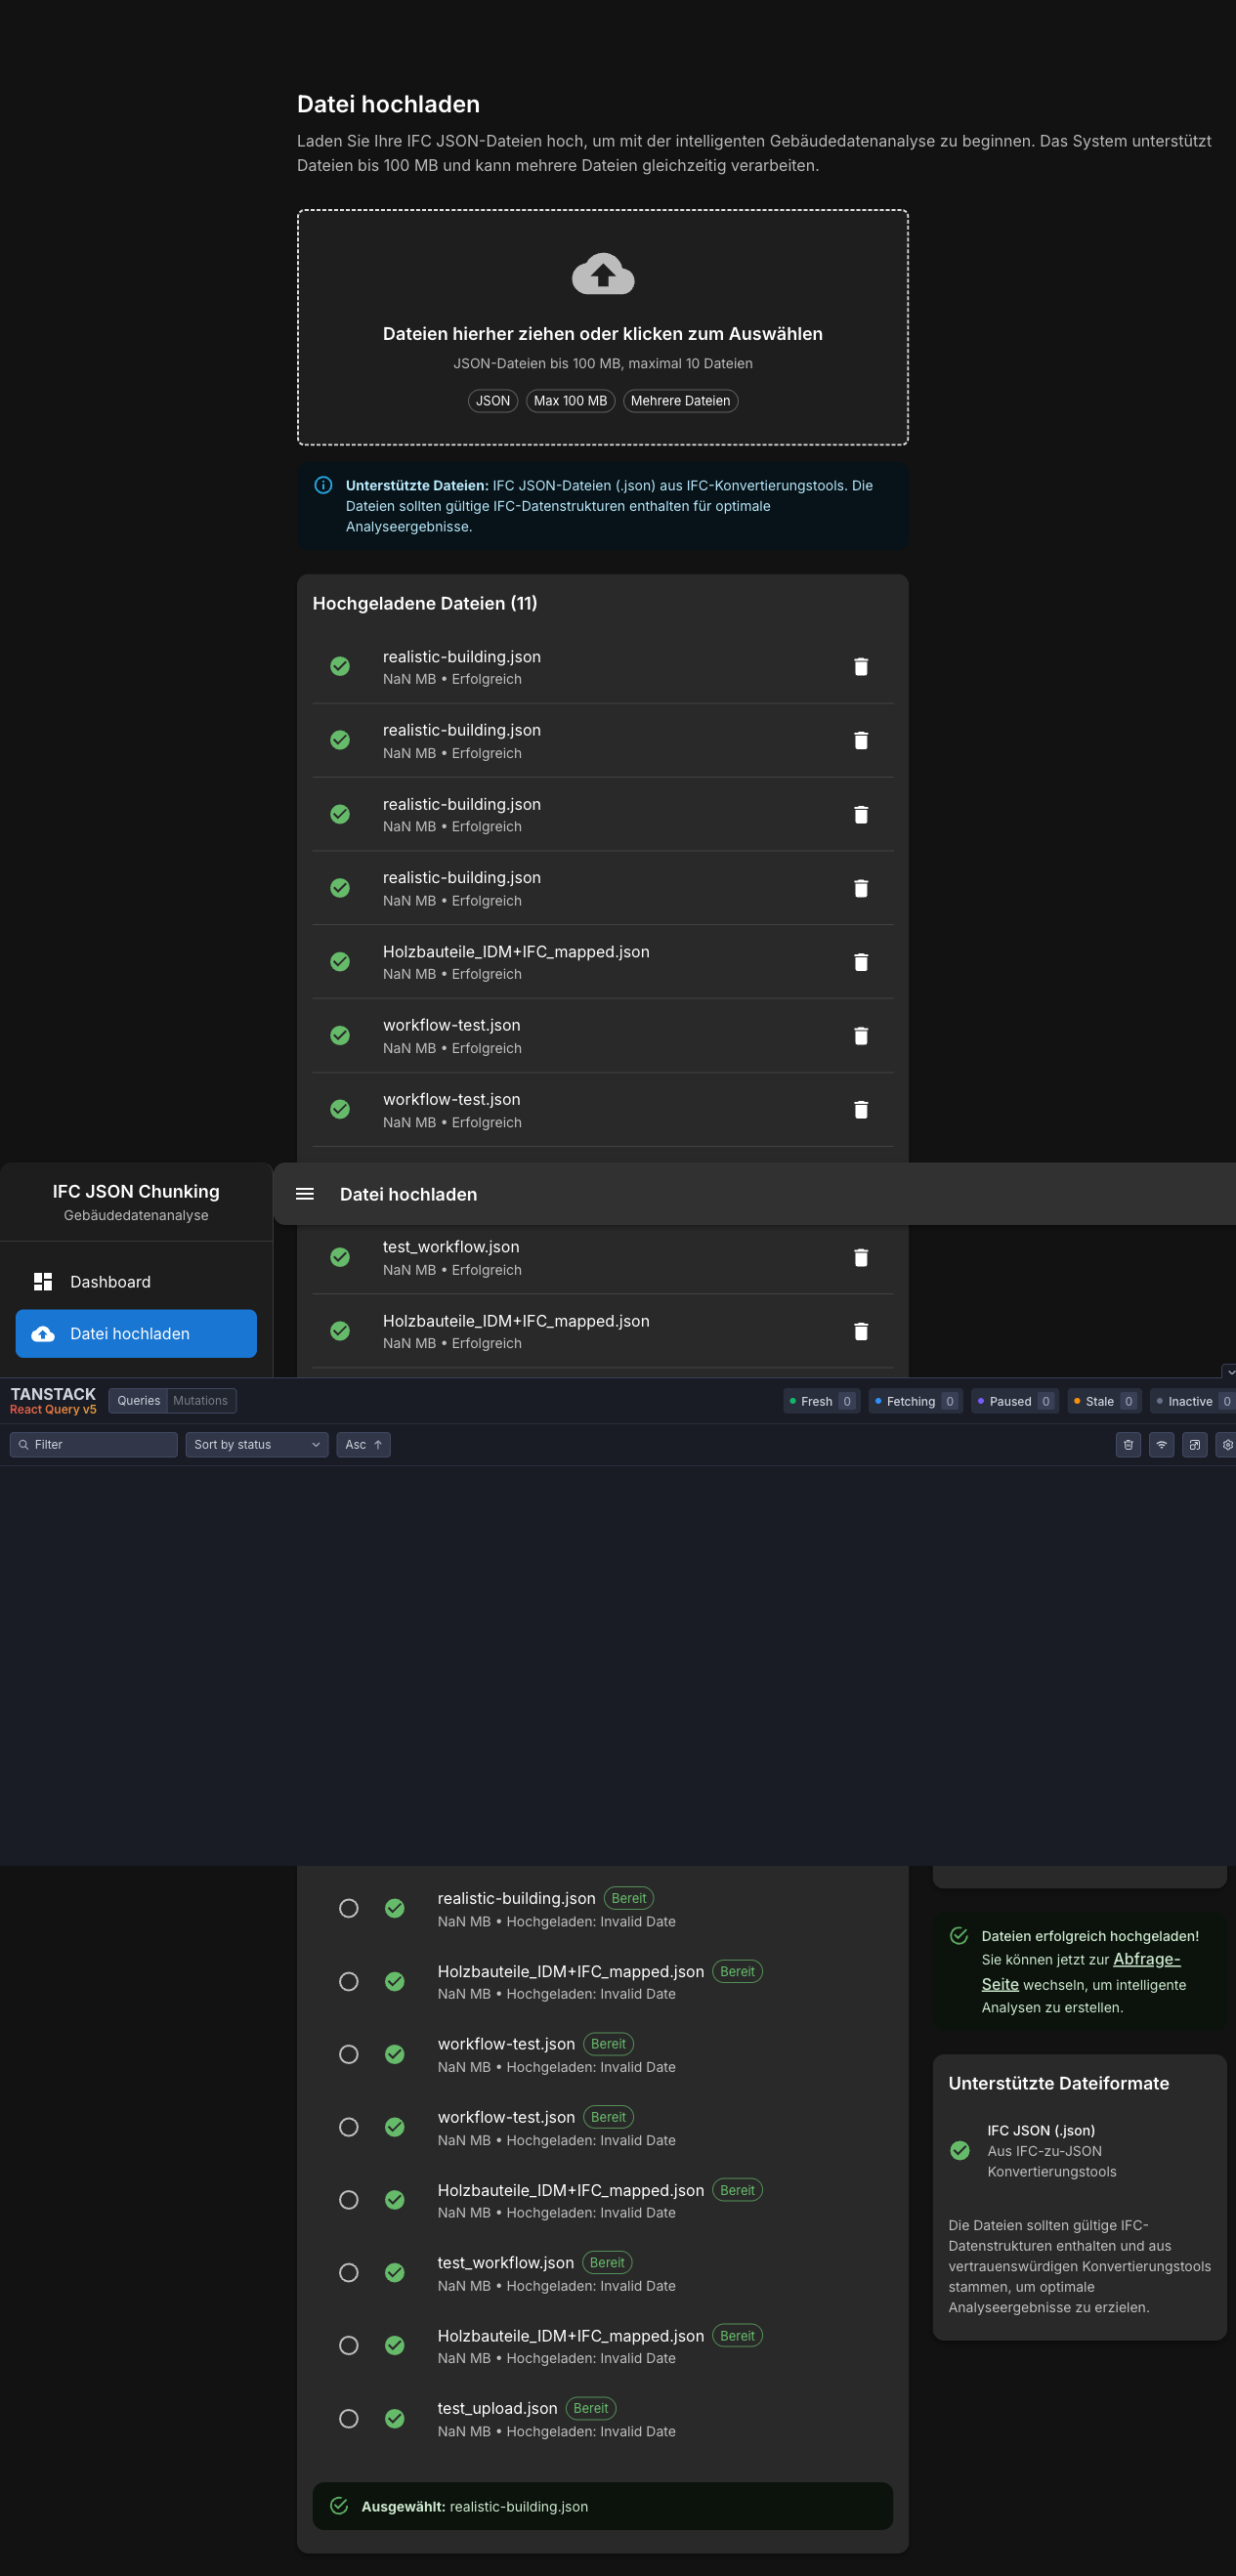 Datei hochladen
Laden Sie Ihre IFC JSON-Dateien hoch, um mit der intelligenten Gebäudedatenanalyse zu beginnen. Das System unterstützt
Dateien bis 100 MB und kann mehrere Dateien gleichzeitig verarbeiten.
Dateien hierher ziehen oder klicken zum Auswählen
JSON-Dateien bis 100 MB, maximal 10 Dateien
JSON Max 100 MB Mehrere Dateien
Unterstützte Dateien: IFC JSON-Dateien (.json) aus IFC-Konvertierungstools. Die
Dateien sollten gültige IFC-Datenstrukturen enthalten für optimale
Analyseergebnisse.
Hochgeladene Dateien (11)
realistic-building.json
NaN MB • Erfolgreich
realistic-building.json
NaN MB • Erfolgreich
realistic-building.json
NaN MB • Erfolgreich
realistic-building.json
NaN MB • Erfolgreich
Holzbauteile_IDM+IFC_mapped.json
NaN MB • Erfolgreich
workflow-test.json
NaN MB • Erfolgreich
workflow-test.json
NaN MB • Erfolgreich
IFC JSON Chunking
Gebäudedatenanalyse
Datei hochladen
test_workflow.json
NaN MB • Erfolgreich
Dashboard
Holzbauteile_IDM+IFC_mapped.json
NaN MB • Erfolgreich
Datei hochladen
TANSTACK
React Query v5
Queries Mutations
Fresh 0 Fetching 0 Paused 0 Stale 0 Inactive 0
Filter Sort by status Asc ↑
realistic-building.json Bereit
NaN MB • Hochgeladen: Invalid Date
Holzbauteile_IDM+IFC_mapped.json Bereit
NaN MB • Hochgeladen: Invalid Date
workflow-test.json Bereit
NaN MB • Hochgeladen: Invalid Date
workflow-test.json Bereit
NaN MB • Hochgeladen: Invalid Date
Holzbauteile_IDM+IFC_mapped.json Bereit
NaN MB • Hochgeladen: Invalid Date
test_workflow.json Bereit
NaN MB • Hochgeladen: Invalid Date
Holzbauteile_IDM+IFC_mapped.json Bereit
NaN MB • Hochgeladen: Invalid Date
test_upload.json Bereit
NaN MB • Hochgeladen: Invalid Date
Ausgewählt: realistic-building.json
Dateien erfolgreich hochgeladen!
Sie können jetzt zur Abfrage-
Seite wechseln, um intelligente
Analysen zu erstellen.
Unterstützte Dateiformate
IFC JSON (.json)
Aus IFC-zu-JSON
Konvertierungstools
Die Dateien sollten gültige IFC-
Datenstrukturen enthalten und aus
vertrauenswürdigen Konvertierungstools
stammen, um optimale
Analyseergebnisse zu erzielen.